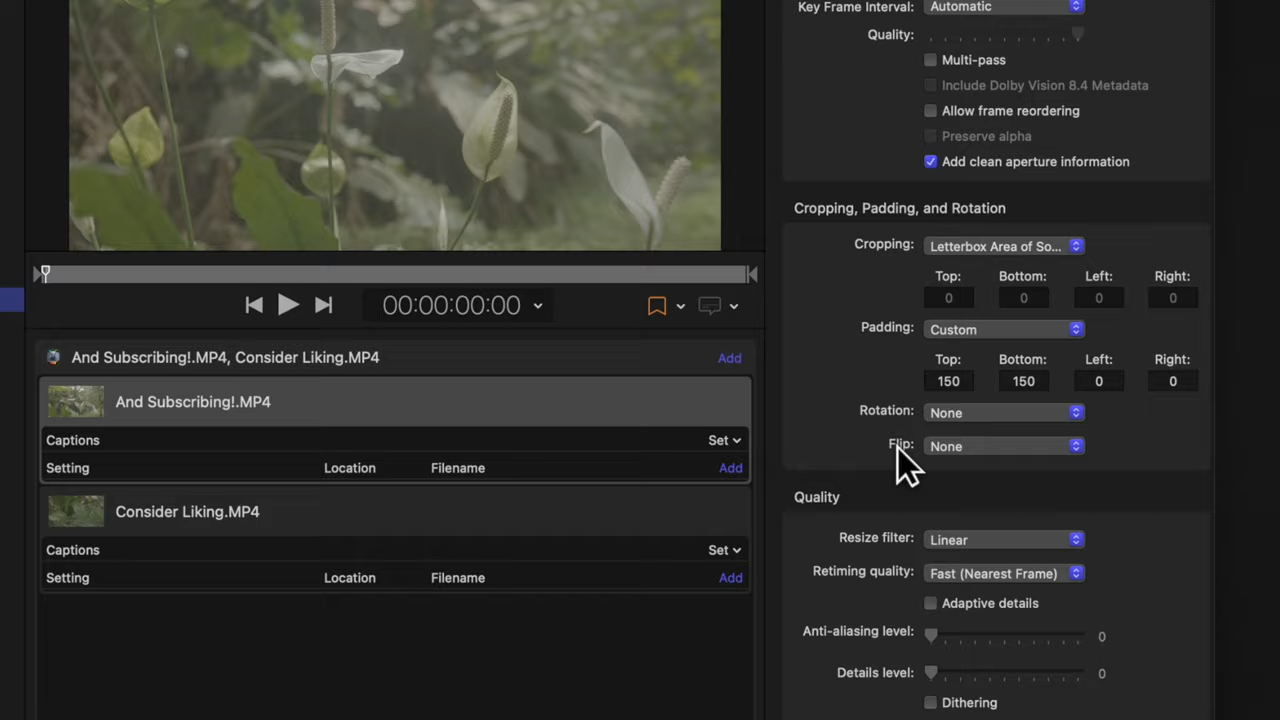 Key Frame Interval: Automatic
Quality:
Multi-pass
Include Dolby Vision 8.4 Metadata
Allow frame reordering
Preserve alpha
Add clean aperture information
Cropping, Padding, and Rotation
Cropping: Letterbox Area of So...
Top: Bottom: Left: Right:
0 0 0 0
Padding: Custom
Top: Bottom: Left: Right:
150 150 0 0
Rotation: None
Flip: None
Quality
Resize filter: Linear
Retiming quality: Fast (Nearest Frame)
Adaptive details
Anti-aliasing level: 0
Details level: 0
Dithering
00:00:00:00
And Subscribing!.MP4, Consider Liking.MP4 Add
And Subscribing!.MP4
Captions Set
Setting Location Filename Add
Consider Liking.MP4
Captions Set
Setting Location Filename Add